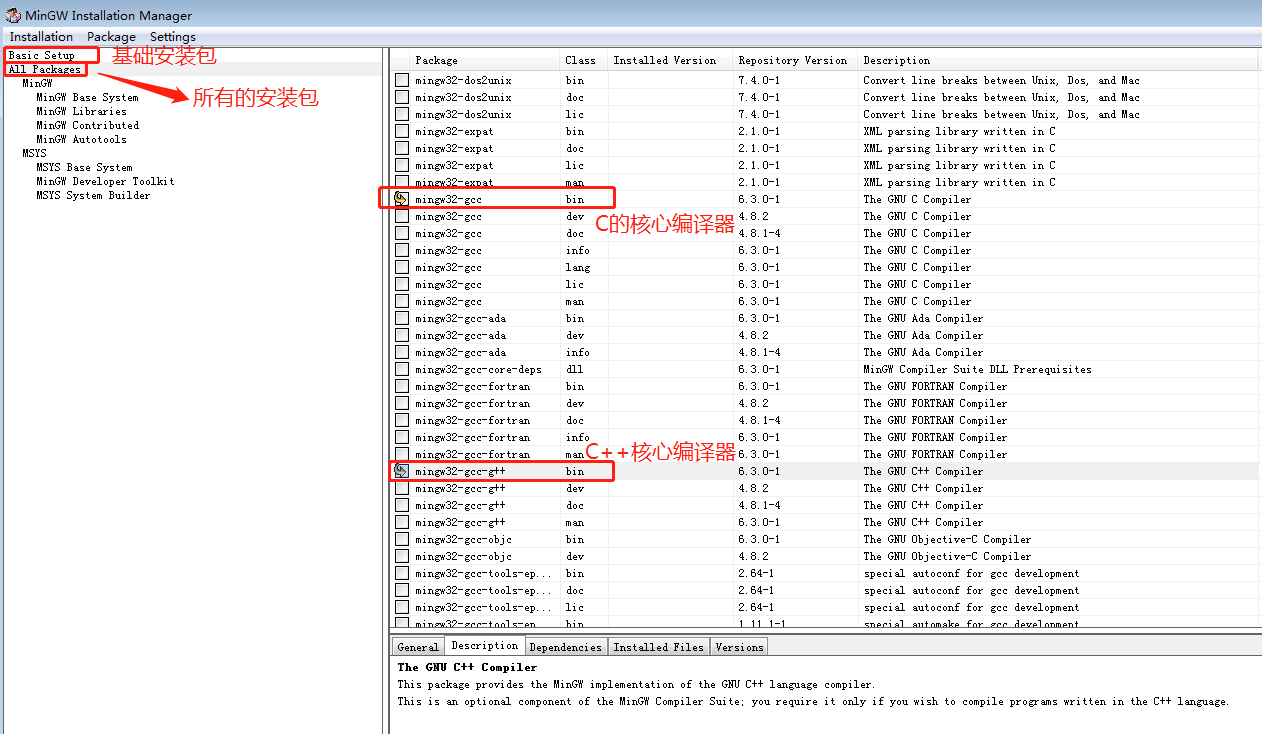 MinGW Installation Manager
Installation Package Settings
Basic Setup
基础安装包
All Packages
所有的安装包
MinGW
MinGW Base System
MinGW Libraries
MinGW Contributed
MinGW Autotools
MSYS
MSYS Base System
MinGW Developer Toolkit
MSYS System Builder
Package Class Installed Version Repository Version Description
mingw32-dos2unix bin 7.4.0-1 Convert line breaks between Unix, Dos, and Mac
mingw32-dos2unix doc 7.4.0-1 Convert line breaks between Unix, Dos, and Mac
mingw32-dos2unix lic 7.4.0-1 Convert line breaks between Unix, Dos, and Mac
mingw32-expat bin 2.1.0-1 XML parsing library written in C
mingw32-expat doc 2.1.0-1 XML parsing library written in C
mingw32-expat lic 2.1.0-1 XML parsing library written in C
mingw32-expat man 2.1.0-1 XML parsing library written in C
mingw32-gcc bin 6.3.0-1 The GNU C Compiler
C的核心编译器
mingw32-gcc dev 4.8.2 The GNU C Compiler
mingw32-gcc doc 4.8.1-4 The GNU C Compiler
mingw32-gcc info 6.3.0-1 The GNU C Compiler
mingw32-gcc lang 6.3.0-1 The GNU C Compiler
mingw32-gcc lic 6.3.0-1 The GNU C Compiler
mingw32-gcc man 6.3.0-1 The GNU C Compiler
mingw32-gcc-ada bin 6.3.0-1 The GNU Ada Compiler
mingw32-gcc-ada dev 4.8.2 The GNU Ada Compiler
mingw32-gcc-ada info 4.8.1-4 The GNU Ada Compiler
mingw32-gcc-core-deps dll 6.3.0-1 MinGW Compiler Suite DLL Prerequisites
mingw32-gcc-fortran bin 6.3.0-1 The GNU FORTRAN Compiler
mingw32-gcc-fortran dev 4.8.2 The GNU FORTRAN Compiler
mingw32-gcc-fortran doc 4.8.1-4 The GNU FORTRAN Compiler
mingw32-gcc-fortran info 6.3.0-1 The GNU FORTRAN Compiler
mingw32-gcc-fortran man 6.3.0-1 The GNU FORTRAN Compiler
C++核心编译器
mingw32-gcc-g++ bin 6.3.0-1 The GNU C++ Compiler
mingw32-gcc-g++ dev 4.8.2 The GNU C++ Compiler
mingw32-gcc-g++ doc 4.8.1-4 The GNU C++ Compiler
mingw32-gcc-g++ man 6.3.0-1 The GNU C++ Compiler
mingw32-gcc-objc bin 6.3.0-1 The GNU Objective-C Compiler
mingw32-gcc-objc dev 4.8.2 The GNU Objective-C Compiler
mingw32-gcc-tools-ep... bin 2.64-1 special autoconf for gcc development
mingw32-gcc-tools-ep... doc 2.64-1 special autoconf for gcc development
mingw32-gcc-tools-ep... lic 2.64-1 special autoconf for gcc development
mingw32-gcc-tools-ep bin 1.11.1-1 special automake for gcc development
General Description Dependencies Installed Files Versions
The GNU C++ Compiler
This package provides the MinGW implementation of the GNU C++ language compiler.
This is an optional component of the MinGW Compiler Suite; you require it only if you wish to compile programs written in the C++ language.